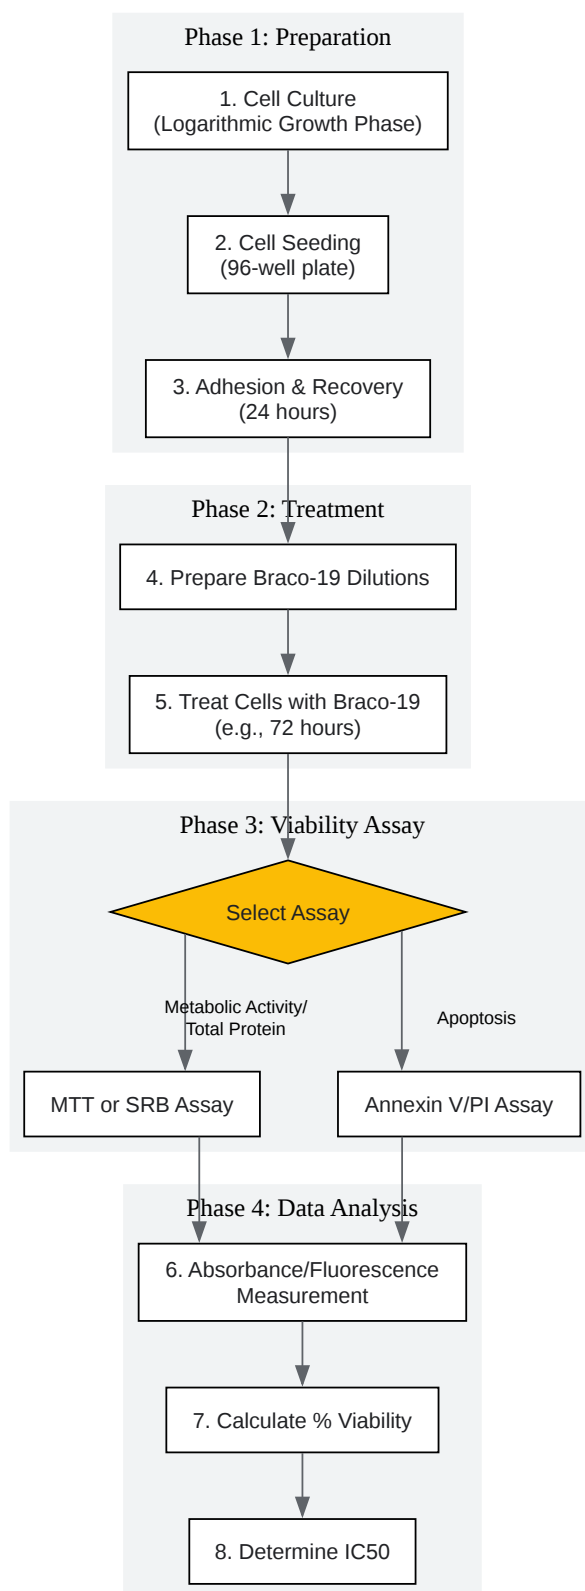 Phase 1: Preparation
1. Cell Culture
(Logarithmic Growth Phase)
2. Cell Seeding
(96-well plate)
3. Adhesion & Recovery
(24 hours)
Phase 2: Treatment
4. Prepare Braco-19 Dilutions
5. Treat Cells with Braco-19
(e.g., 72 hours)
Phase 3: Viability Assay
Select Assay
Metabolic Activity/
Total Protein
Apoptosis
MTT or SRB Assay
Annexin V/PI Assay
Phase 4: Data Analysis
6. Absorbance/Fluorescence
Measurement
7. Calculate % Viability
8. Determine IC50